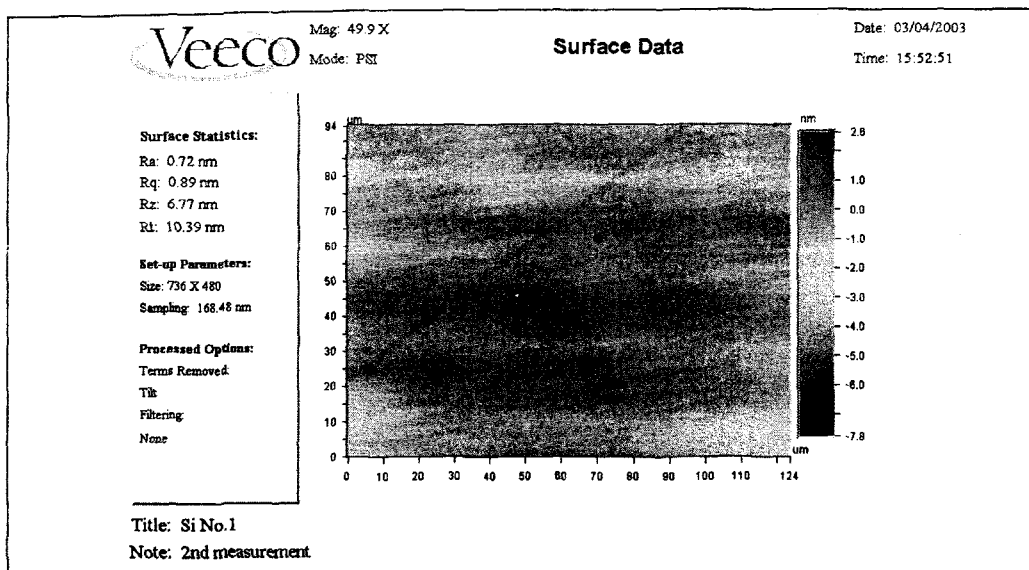 Veeco
Mag: 49.9 X
Mode: PSI
Surface Data
Date: 03/04/2003
Time: 15:52:51
Surface Statistics:
Ra: 0.72 nm
Rq: 0.89 nm
Rz: 6.77 nm
Rt: 10.39 nm
Set-up Parameters:
Size: 736 X 480
Sampling: 168.48 nm
Processed Options:
Terms Removed:
Tilt
Filtering:
None
um
94
80
70
60
50
40
30
20
10
0
0 10 20 30 40 50 60 70 80 90 100 110 124
um
nm
2.6
1.0
0.0
-1.0
-2.0
-3.0
-4.0
-5.0
-6.0
-7.8
Title: Si No.1
Note: 2nd measurement